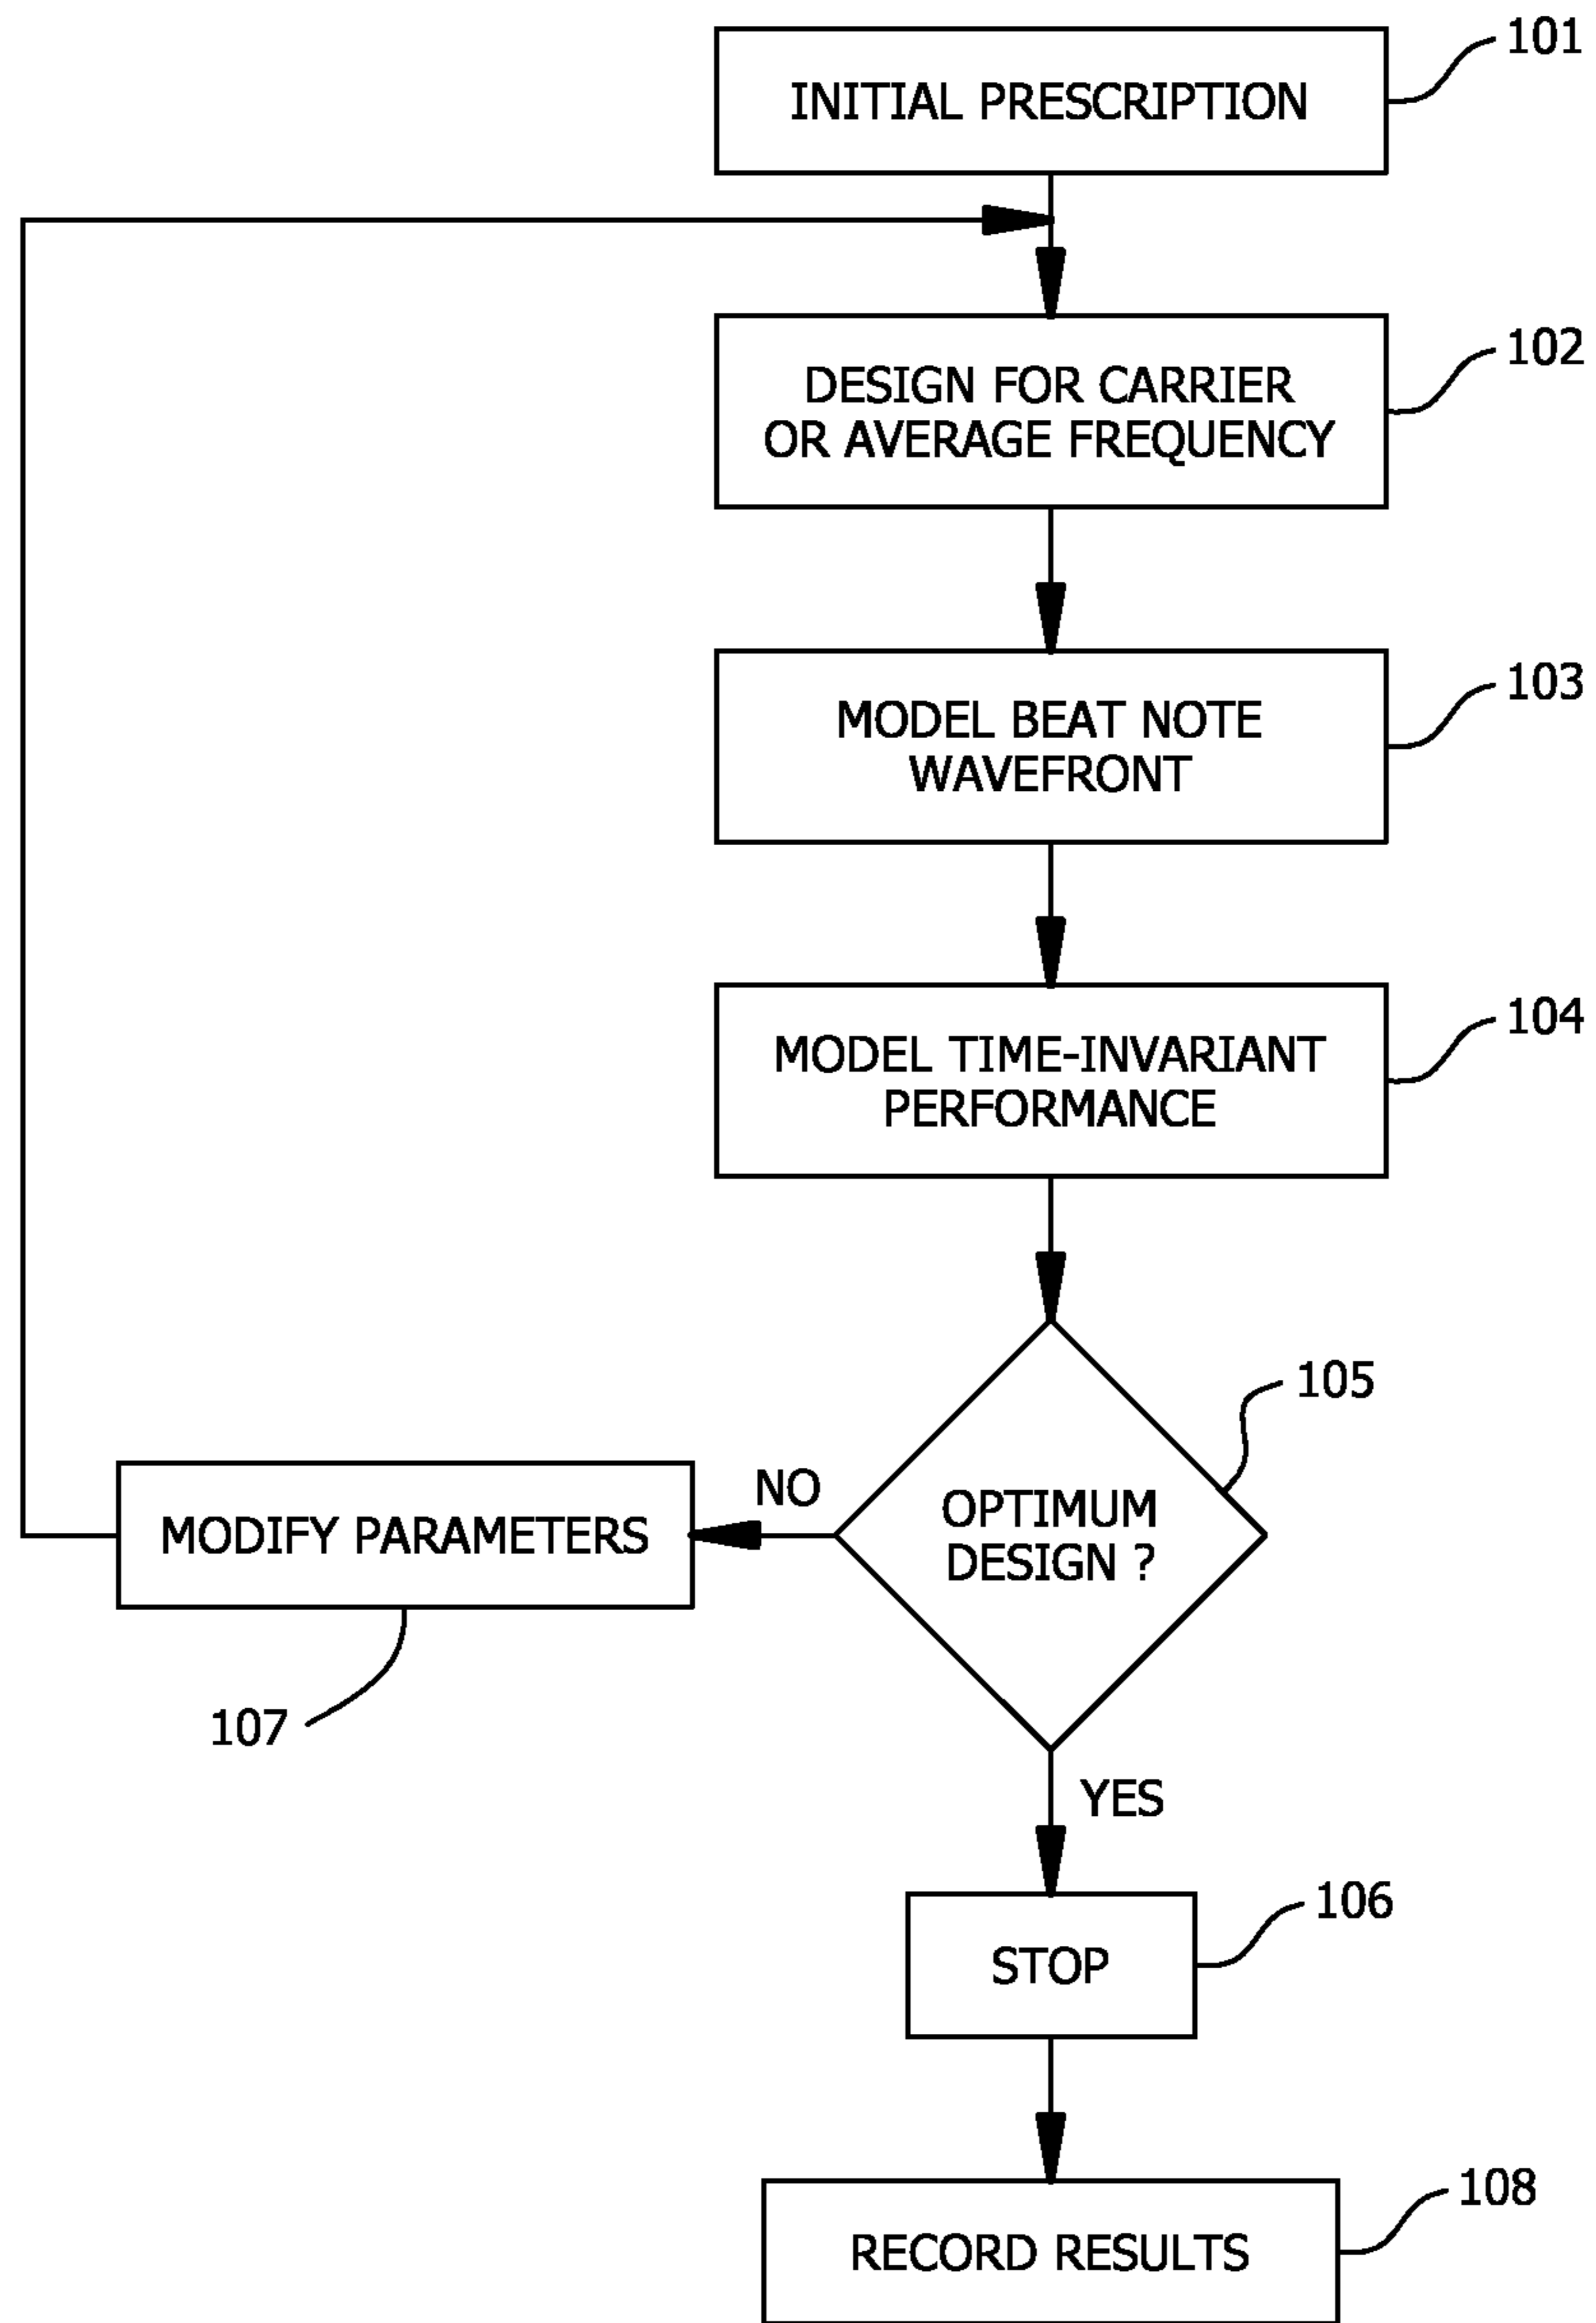 101
INITIAL PRESCRIPTION
102
DESIGN FOR CARRIER
OR AVERAGE FREQUENCY
103
MODEL BEAT NOTE
WAVEFRONT
104
MODEL TIME-INVARIANT
PERFORMANCE
105
OPTIMUM
DESIGN ?
NO
MODIFY PARAMETERS
107
YES
106
STOP
108
RECORD RESULTS